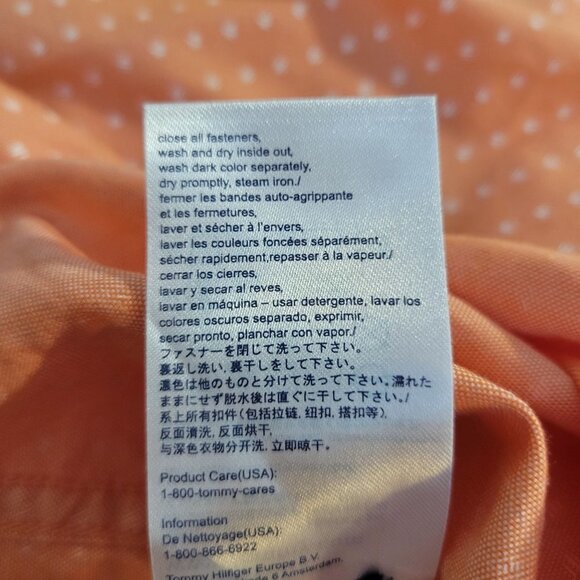 close all fasteners,
wash and dry inside out,
wash dark color separately,
dry promptly, steam iron./
fermer les bandes auto-agrippante
et les fermetures,
laver et sécher à l'envers,
laver les couleurs foncées séparément,
sécher rapidement,repasser à la vapeur./
cerrar los cierres,
lavar y secar al reves,
lavar en máquina – usar detergente, lavar los
colores oscuros separado, exprimir,
secar pronto, planchar con vapor./
ファスナーを閉じて洗って下さい。
裏返し洗い, 裏干しをして下さい。
濃色は他のものと分けて洗って下さい。濡れた
ままにせず脱水後は直ぐに干して下さい。/
系上所有扣件(包括拉链, 纽扣, 搭扣等),
反面清洗, 反面烘干,
与深色衣物分开洗, 立即晾干。
Product Care(USA):
1-800-tommy-cares
Information
De Nettoyage(USA):
1-800-866-6922
Tommy Hilfiger Europe B.V.
de 6 Amsterdam,